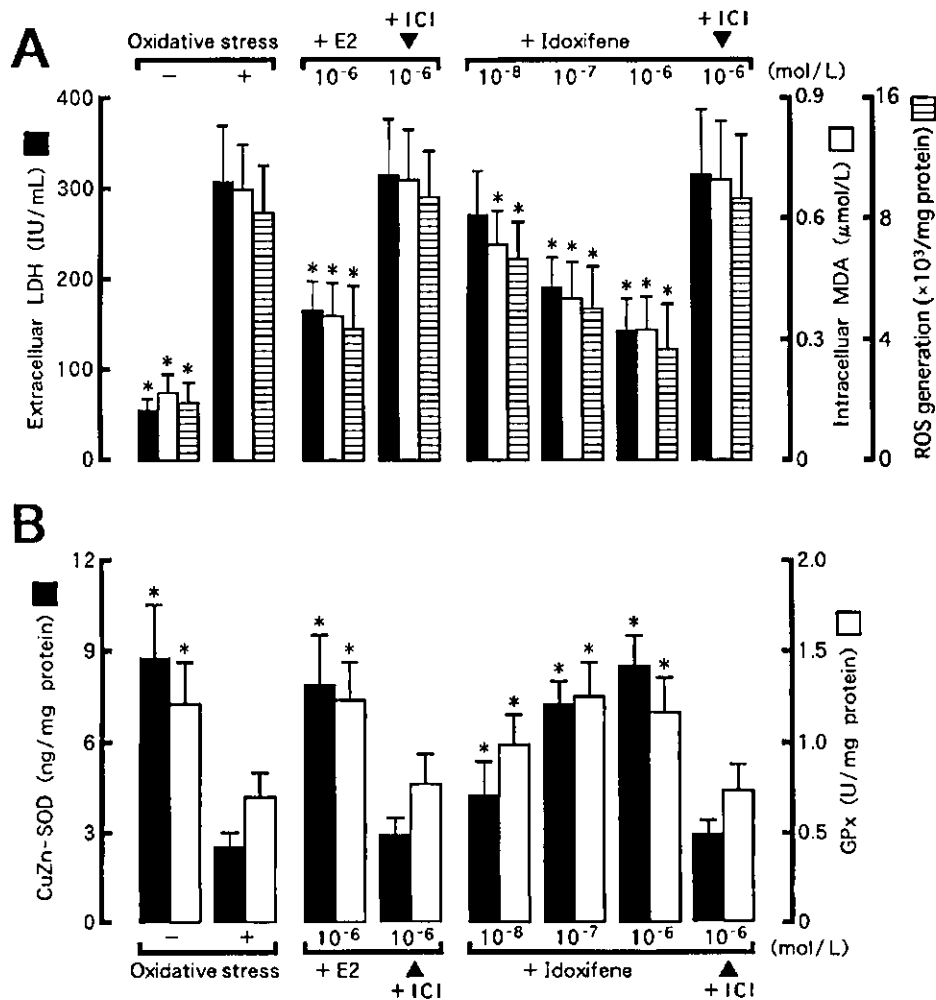 A
+ ICI
+ ICI
Oxidative stress
+ E2
+ Idoxifene
− + 10-6 10-6 10-8 10-7 10-6 10-6 (mol/L)
400
300
200
100
0
Extracelluar LDH (IU/mL)
* * *
* * *
* *
* * *
* * *
0.9
0.6
0.3
0
Intracelluar MDA (μmol/L)
16
8
4
0
ROS generation (×10³/mg protein)
B
12
9
6
3
0
CuZn-SOD (ng/mg protein)
* *
* *
* *
* *
* *
2.0
1.5
1.0
0.5
0
GPx (U/mg protein)
− + 10-6 10-6 10-8 10-7 10-6 10-6 (mol/L)
Oxidative stress
+ E2
+ Idoxifene
+ ICI
+ ICI